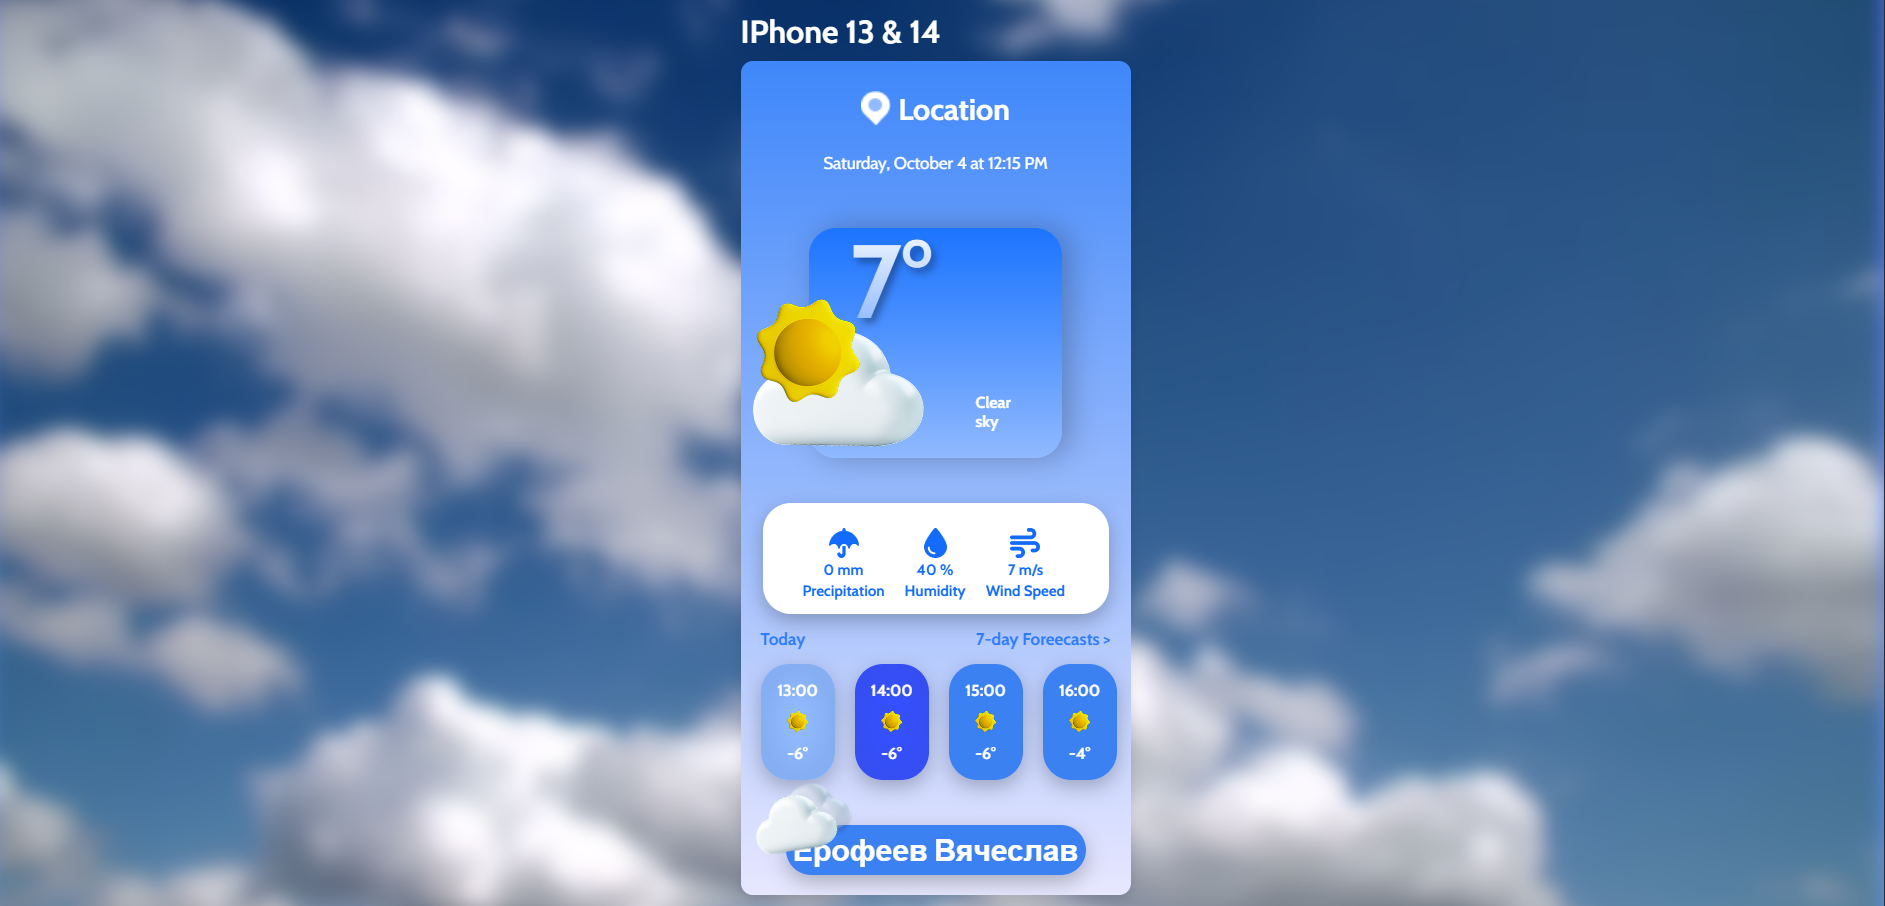 IPhone 13 & 14
Location
Saturday, October 4 at 12:15 PM
7°
Clear
sky
0 mm 40 % 7 m/s
Precipitation Humidity Wind Speed
Today 7-day Foreecasts >
13:00 14:00 15:00 16:00
-6° -6° -6° -4°
Ерофеев Вячеслав